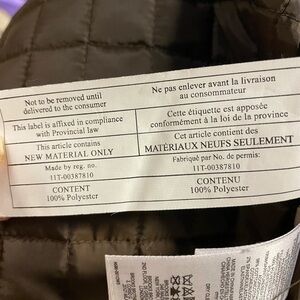 Not to be removed until
delivered to the consumer
Ne pas enlever avant la livraison
au consommateur
This label is affixed in compliance
with Provincial law
Cette étiquette est apposée
conformément à la loi de la province
This article contains
NEW MATERIAL ONLY
Cet article contient des
MATÉRIAUX NEUFS SEULEMENT
Made by reg. no.
11T-00387810
Fabriqué par No. de permis:
11T-00387810
CONTENT
100% Polyester
CONTENU
100% Polyester